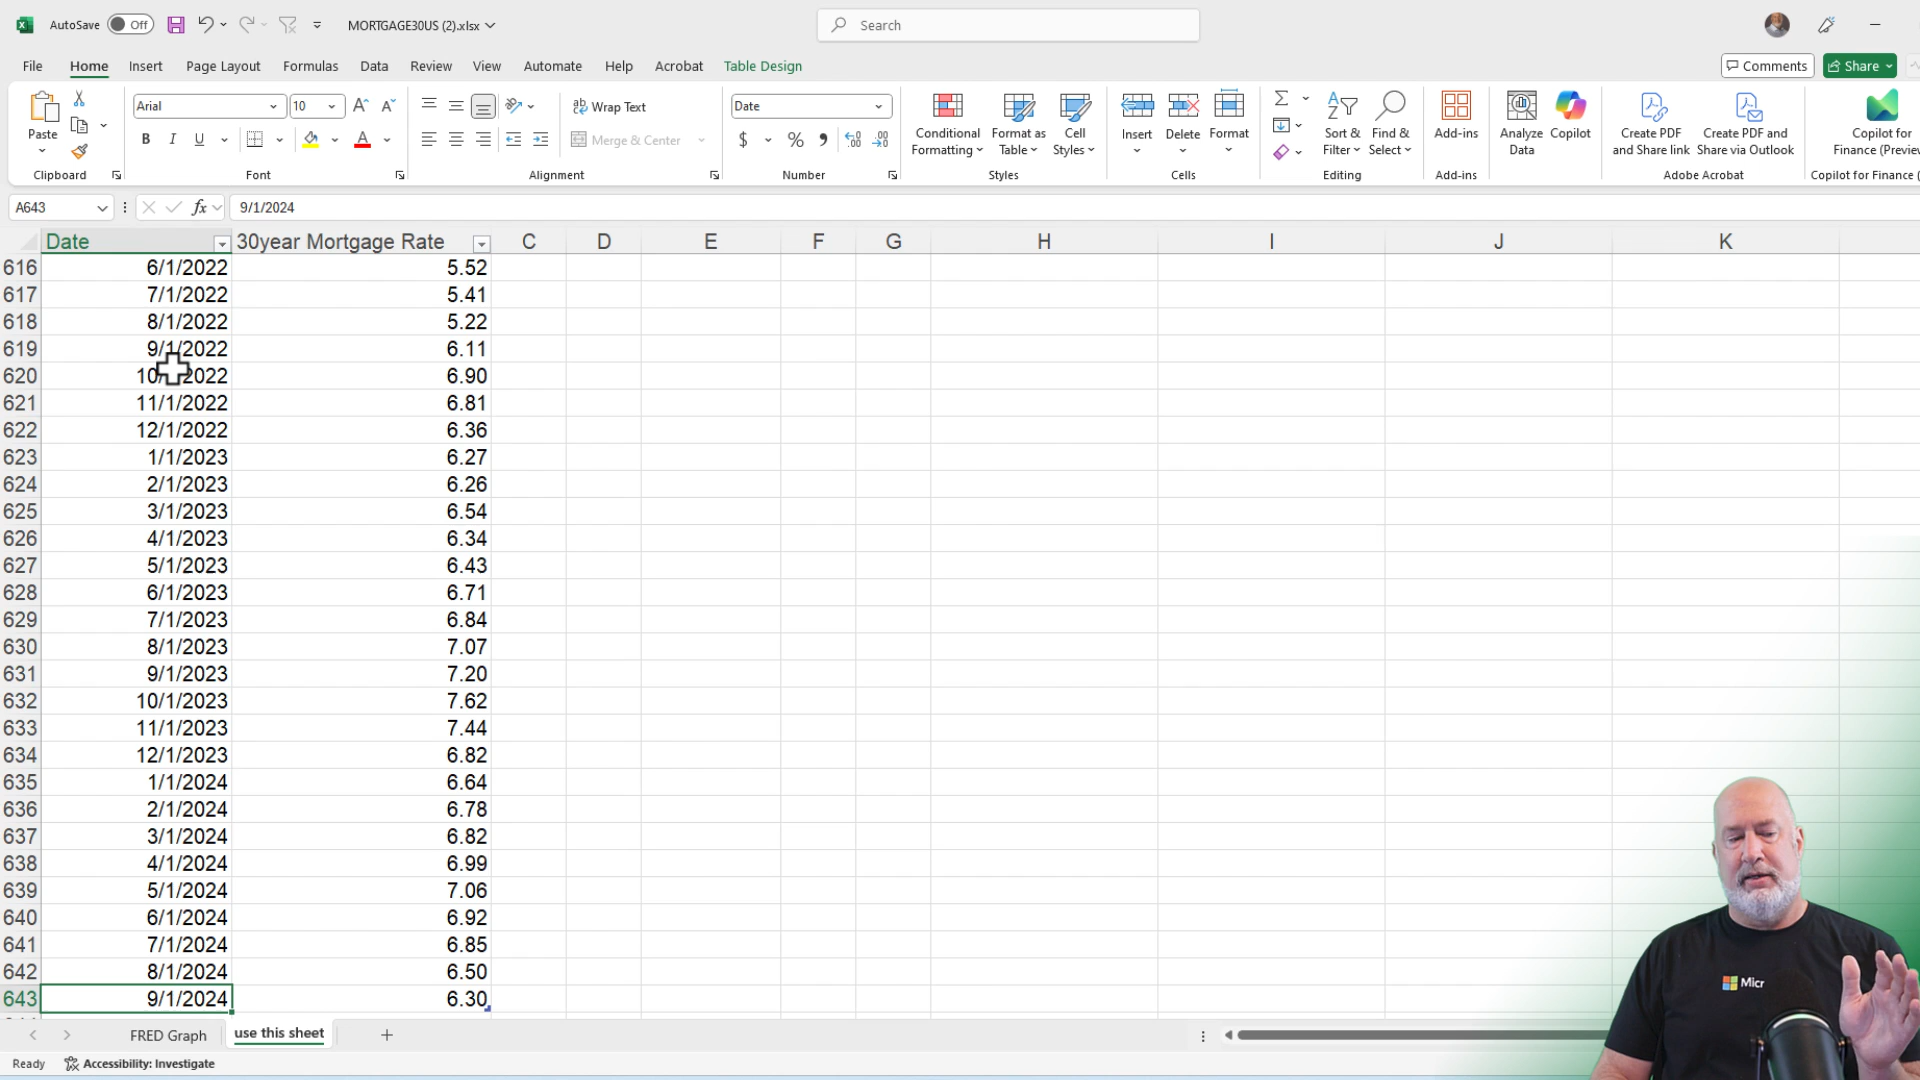 AutoSave Off MORTGAGE30US (2).xlsx Search
File Home Insert Page Layout Formulas Data Review View Automate Help Acrobat Table Design Comments Share
Paste Arial 10 Wrap Text Date
B I U A Merge & Center $ % 9
Conditional Formatting
Format as Table
Cell Styles
Insert Delete Format
Sort & Filter
Find & Select
Add-ins
Analyze Data
Copilot
Create PDF and Share link
Create PDF and Share via Outlook
Copilot for
Finance (Preview
Clipboard Font Alignment Number Styles Cells Editing Add-ins Adobe Acrobat Copilot for Finance (
A643 fx 9/1/2024
Date 30year Mortgage Rate C D E F G H I J K
616 6/1/2022 5.52
617 7/1/2022 5.41
618 8/1/2022 5.22
619 9/1/2022 6.11
620 10/1/2022 6.90
621 11/1/2022 6.81
622 12/1/2022 6.36
623 1/1/2023 6.27
624 2/1/2023 6.26
625 3/1/2023 6.54
626 4/1/2023 6.34
627 5/1/2023 6.43
628 6/1/2023 6.71
629 7/1/2023 6.84
630 8/1/2023 7.07
631 9/1/2023 7.20
632 10/1/2023 7.62
633 11/1/2023 7.44
634 12/1/2023 6.82
635 1/1/2024 6.64
636 2/1/2024 6.78
637 3/1/2024 6.82
638 4/1/2024 6.99
639 5/1/2024 7.06
640 6/1/2024 6.92
641 7/1/2024 6.85
642 8/1/2024 6.50
643 9/1/2024 6.30
Micr
FRED Graph use this sheet
Ready Accessibility: Investigate